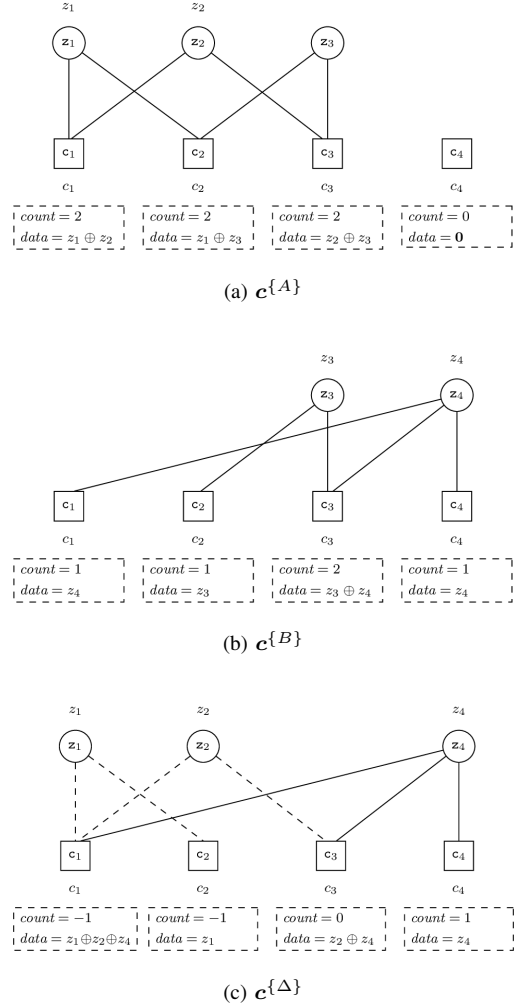 z₁ z₂
z₁ z₂ z₃
c₁ c₂ c₃ c₄
c₁ c₂ c₃ c₄
count = 2 count = 2 count = 2 count = 0
data = z₁ ⊕ z₂ data = z₁ ⊕ z₃ data = z₂ ⊕ z₃ data = 0
(a) c^{A}
z₃ z₄
z₃ z₄
c₁ c₂ c₃ c₄
c₁ c₂ c₃ c₄
count = 1 count = 1 count = 2 count = 1
data = z₄ data = z₃ data = z₃ ⊕ z₄ data = z₄
(b) c^{B}
z₁ z₂ z₄
z₁ z₂ z₄
c₁ c₂ c₃ c₄
c₁ c₂ c₃ c₄
count = −1 count = −1 count = 0 count = 1
data = z₁⊕z₂⊕z₄ data = z₁ data = z₂ ⊕ z₄ data = z₄
(c) c^{Δ}